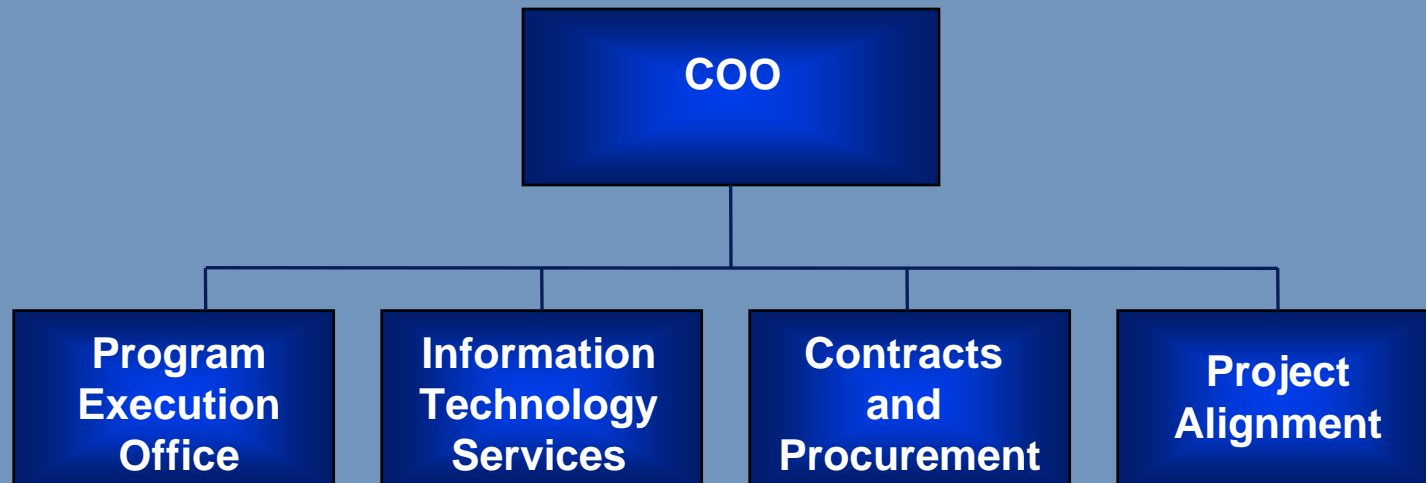 COO
Program
Execution
Office
Information
Technology
Services
Contracts
and
Procurement
Project
Alignment